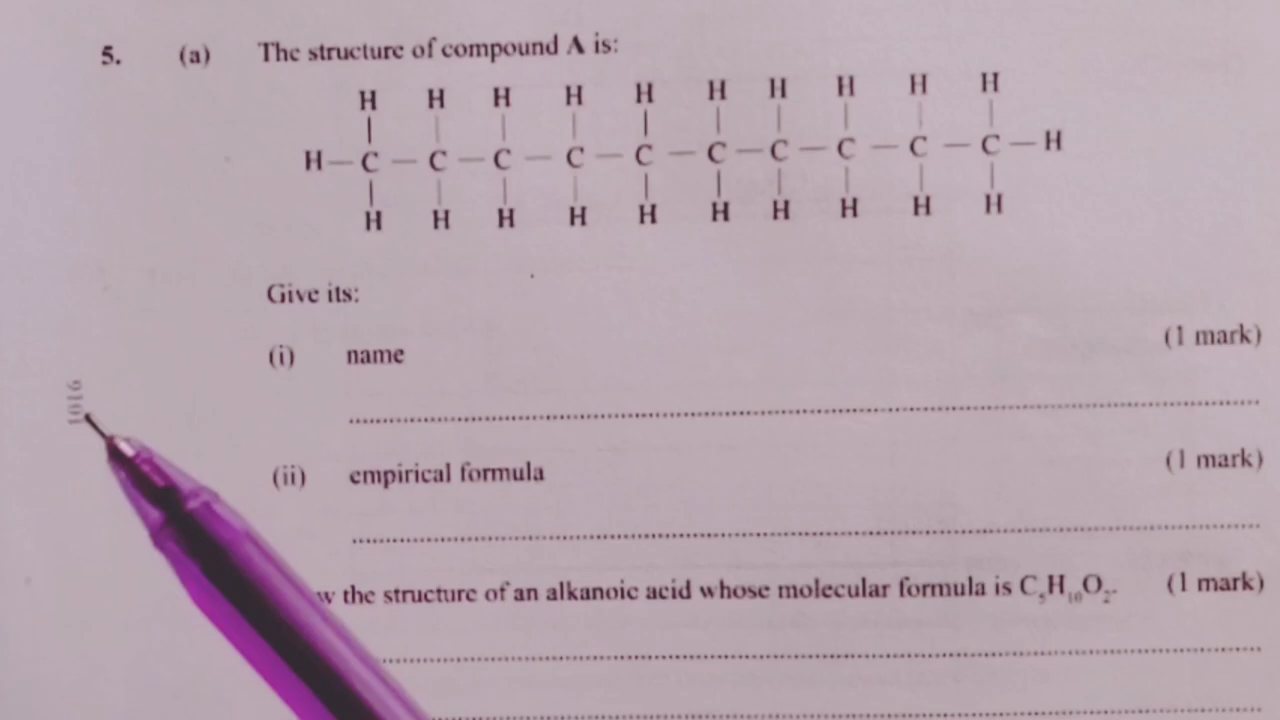 5. (a) The structure of compound A is:
H H H H H H H H H H
H — C — C — C — C — C — C — C — C — C — C — H
H H H H H H H H H H
Give its:
(i) name (1 mark)
(ii) empirical formula (1 mark)
1016
w the structure of an alkanoic acid whose molecular formula is C₅H₁₀O₂. (1 mark)